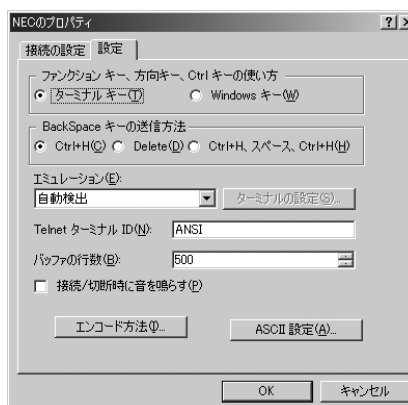 NECのプロパティ
接続の設定 設定
ファンクション キー、方向キー、Ctrl キーの使い方
ターミナル キー(T) Windows キー(W)
BackSpace キーの送信方法
Ctrl+H(C) Delete(D) Ctrl+H、スペース、Ctrl+H(H)
エミュレーション(E):
自動検出 ターミナルの設定(S)...
Telnet ターミナル ID(N): ANSI
バッファの行数(B): 500
接続/切断時に音を鳴らす(P)
エンコード方法(I)... ASCII 設定(A)...
OK キャンセル